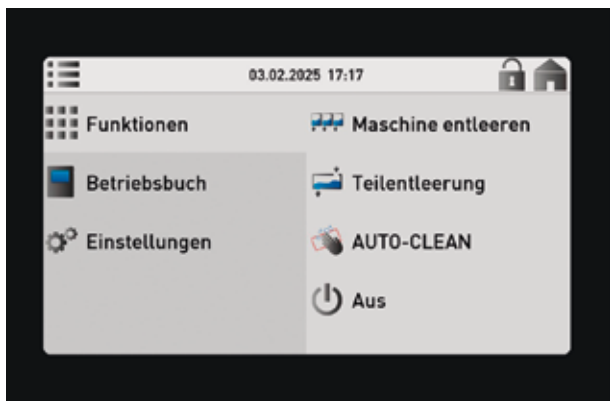 03.02.2025 17:17
Funktionen
Betriebsbuch
Einstellungen
Maschine entleeren
Teilentleerung
AUTO-CLEAN
Aus